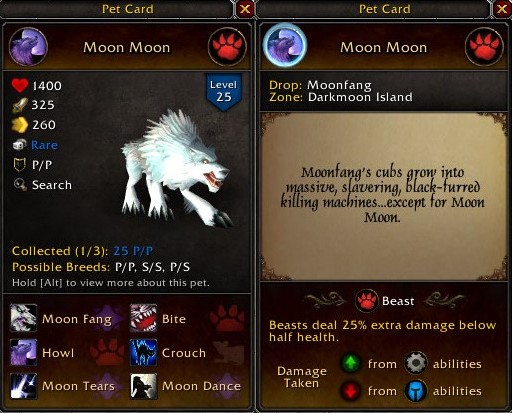 Pet Card
Moon Moon
1400
Level
25
325
260
Rare
P/P
Search
Collected (1/3): 25 P/P
Possible Breeds: P/P, S/S, P/S
Hold [Alt] to view more about this pet.
Moon Fang
Bite
Howl
Crouch
Moon Tears
Moon Dance
Pet Card
Moon Moon
Drop: Moonfang
Zone: Darkmoon Island
Moonfang's cubs grow into
massive, slavering, black-furred
killing machines...except for Moon
Moon.
Beast
Beasts deal 25% extra damage below
half health.
Damage
Taken
from abilities
from abilities